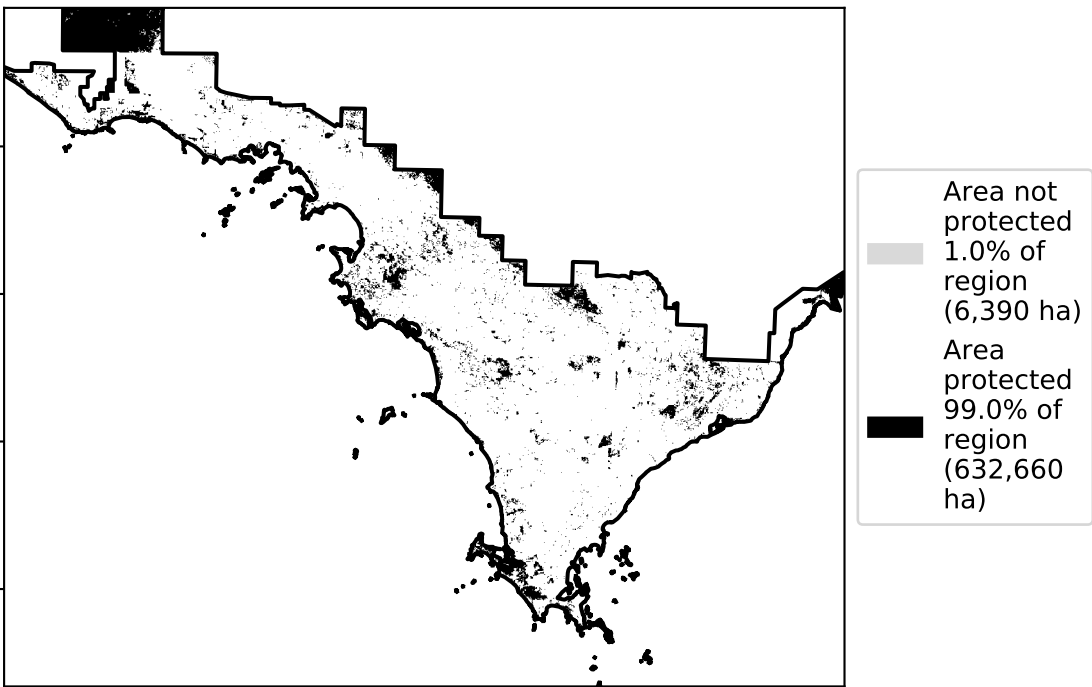 Area not
protected
1.0% of
region
(6,390 ha)
Area
protected
99.0% of
region
(632,660
ha)